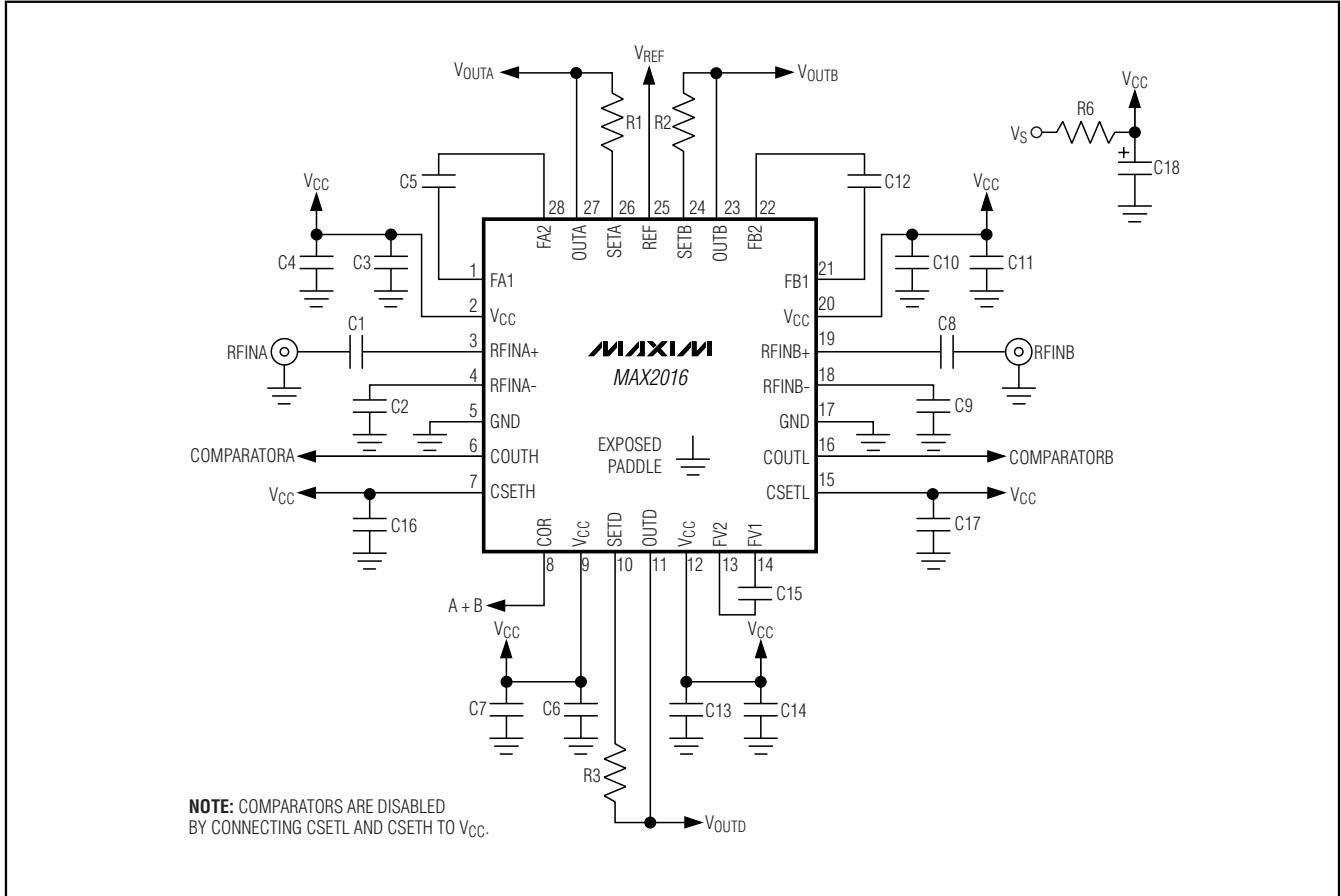 VREF
VOUTA
VOUTB
VCC
R1
R2
R6
VS
+
C18
C5
C12
VCC
VCC
28 27 26 25 24 23 22
FA2 OUTA SETA REF SETB OUTB FB2
C4 C3
C10 C11
1 FA1
FB1 21
2 VCC
VCC 20
C1
C8
RFINA
3 RFINA+
MAXIM
RFINB+ 19
RFINB
MAX2016
4 RFINA-
RFINB- 18
C2
C9
5 GND
GND 17
EXPOSED
PADDLE
COMPARATORA
6 COUTH
COUTL 16
COMPARATORB
VCC
7 CSETH
CSETL 15
VCC
C16
C17
COR VCC SETD OUTD VCC FV2 FV1
8 9 10 11 12 13 14
C15
A + B
VCC
VCC
C7 C6
C13 C14
R3
VOUTD
NOTE: COMPARATORS ARE DISABLED
BY CONNECTING CSETL AND CSETH TO VCC.